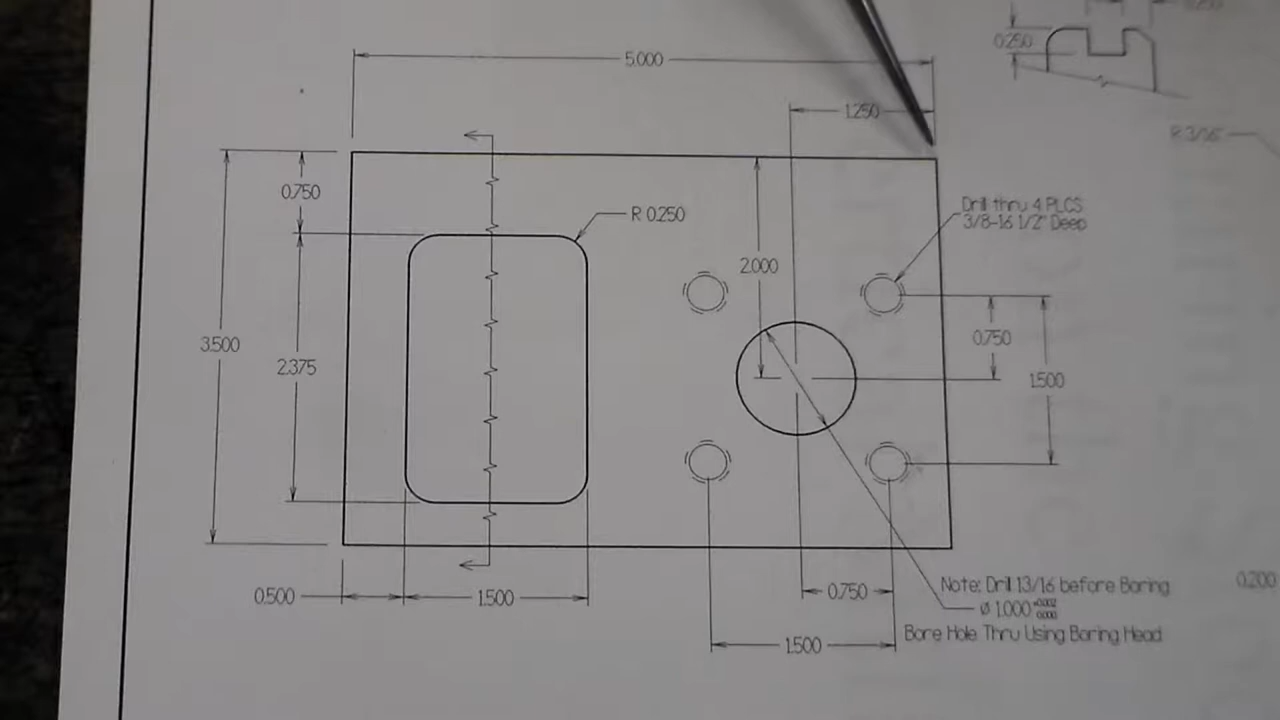 0.250
5.000
1.250
R 3/16"
0.750
R 0.250
Drill thru 4 PLCS
3/8-16 1/2" Deep
2.000
3.500
2.375
0.750
1.500
0.500
1.500
0.750
1.500
Note: Drill 13/16 before Boring
Ø 1.000 +0.002
0.000
Bore Hole Thru Using Boring Head
0.200